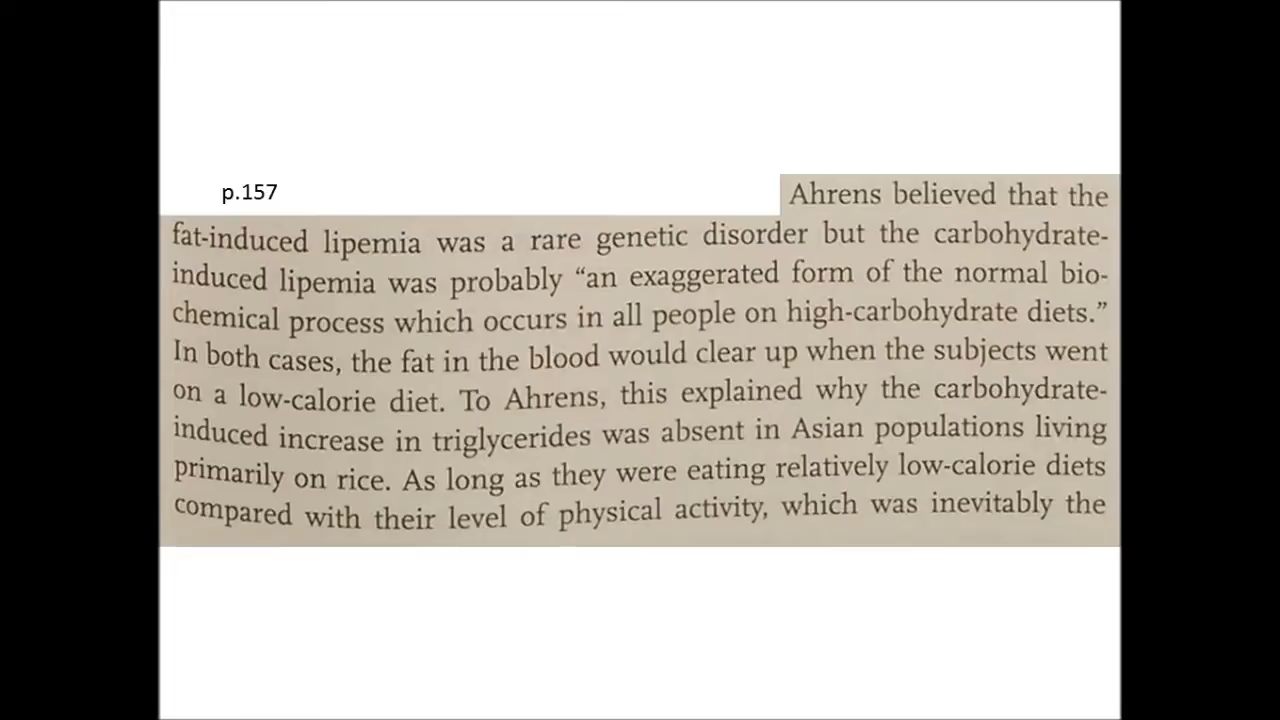 p.157
Ahrens believed that the
fat-induced lipemia was a rare genetic disorder but the carbohydrate-
induced lipemia was probably “an exaggerated form of the normal bio-
chemical process which occurs in all people on high-carbohydrate diets.”
In both cases, the fat in the blood would clear up when the subjects went
on a low-calorie diet. To Ahrens, this explained why the carbohydrate-
induced increase in triglycerides was absent in Asian populations living
primarily on rice. As long as they were eating relatively low-calorie diets
compared with their level of physical activity, which was inevitably the